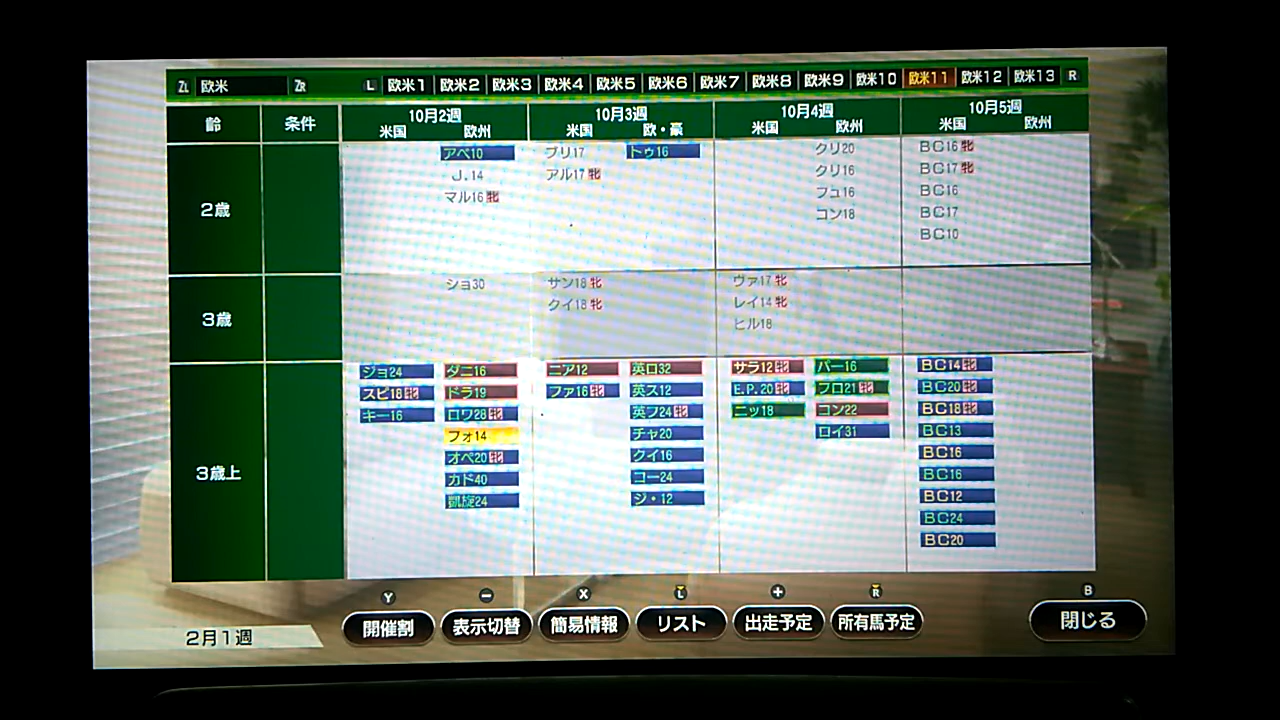 ZL 欧米 ZR L 欧米1 欧米2 欧米3 欧米4 欧米5 欧米6 欧米7 欧米8 欧米9 欧米10 欧米11 欧米12 欧米13 R
齢 条件 10月2週 10月3週 10月4週 10月5週
米国 欧州 米国 欧・豪 米国 欧州 米国 欧州
2歳
アベ10 ブリ17 トゥ16 クリ20 BC16牝
J.14 アル17牝 クリ16 BC17牝
マル16牝 フュ16 BC16
コン18 BC17
BC10
3歳
ショ30 サン18牝 ヴァ17牝
クイ18牝 レイ14牝
ヒル18
3歳上
ジョ24 ダニ16 ニア12 英ロ32 サラ12牝 パー16 BC14牝
スピ18牝 ドラ19 ファ16牝 英ス12 E.P.20牝 フロ21牝 BC20牝
キー16 ロワ28牝 英フ24牝 ニッ18 コン22 BC18牝
フォ14 チャ20 ロイ31 BC13
オペ20牝 クイ16 BC16
カド40 コー24 BC16
凱旋24 ジ・12 BC12
BC24
BC20
2月1週
Y － X L ＋ R B
開催割 表示切替 簡易情報 リスト 出走予定 所有馬予定 閉じる